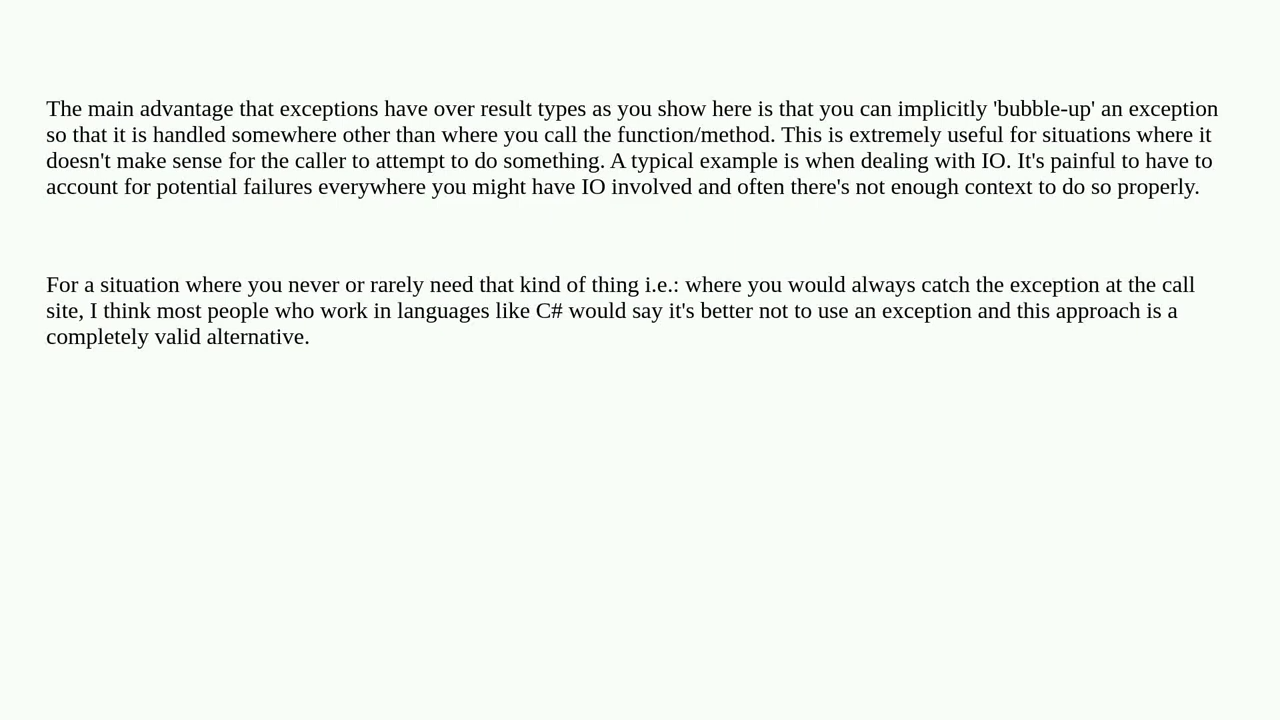 The main advantage that exceptions have over result types as you show here is that you can implicitly 'bubble-up' an exception
so that it is handled somewhere other than where you call the function/method. This is extremely useful for situations where it
doesn't make sense for the caller to attempt to do something. A typical example is when dealing with IO. It's painful to have to
account for potential failures everywhere you might have IO involved and often there's not enough context to do so properly.
For a situation where you never or rarely need that kind of thing i.e.: where you would always catch the exception at the call
site, I think most people who work in languages like C# would say it's better not to use an exception and this approach is a
completely valid alternative.